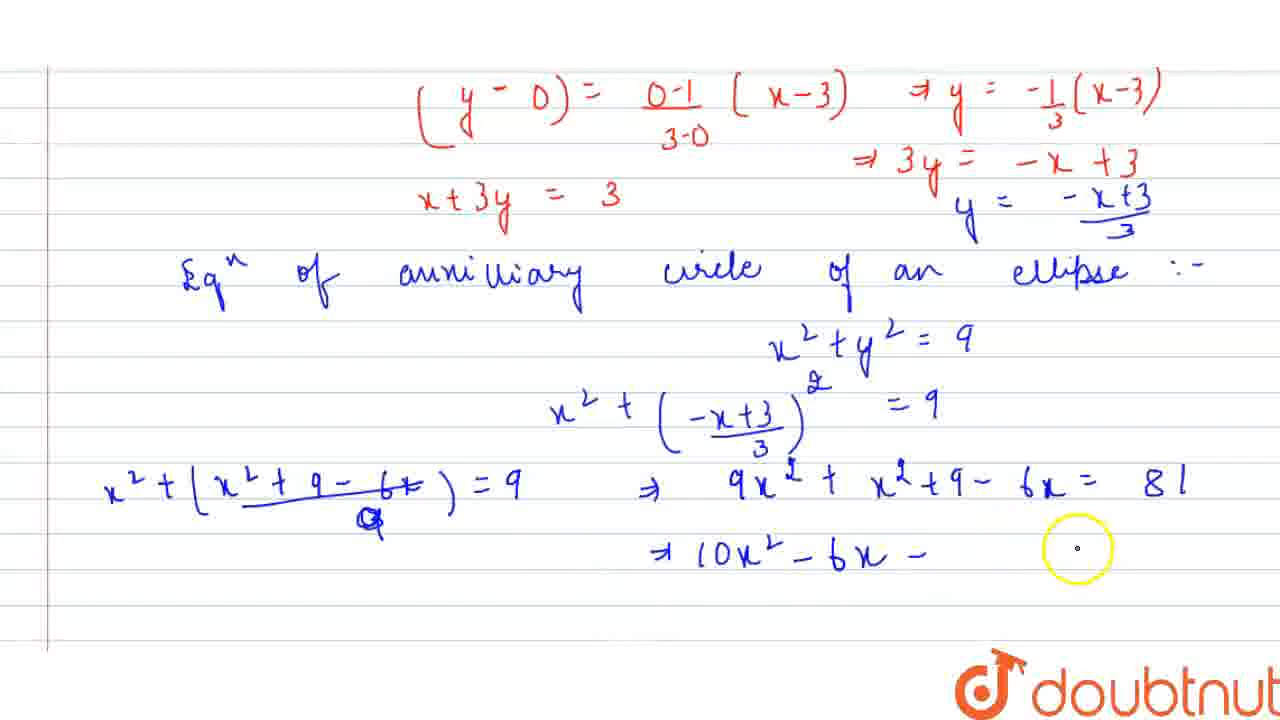 (y - 0) = (0-1)/(3-0) (x-3) ⇒ y = -1/3 (x-3)
⇒ 3y = -x + 3
x + 3y = 3
y = (-x+3)/3
Eqⁿ of auxilliary circle of an ellipse :-
x² + y² = 9
x² + ((-x+3)/3)² = 9
x² + ((x² + 9 - 6x)/9) = 9 ⇒ 9x² + x² + 9 - 6x = 81
⇒ 10x² - 6x -
doubtnut